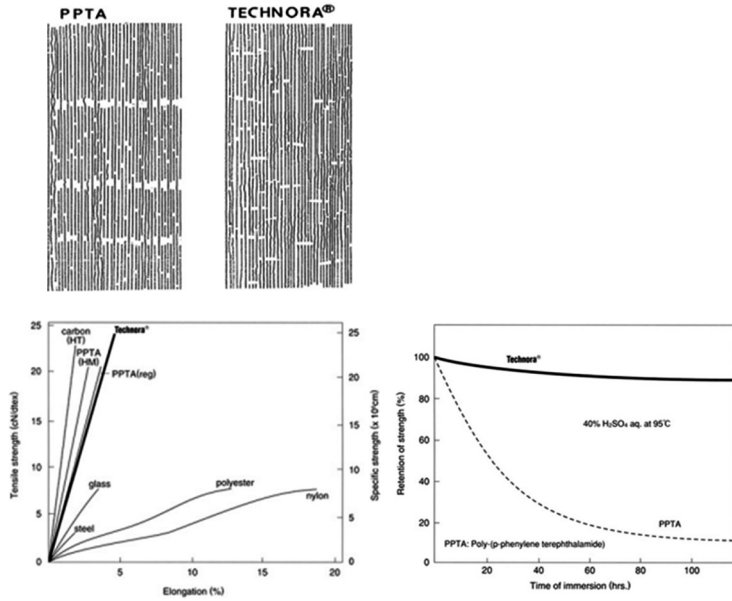 PPTA
TECHNORA®
25
20
15
10
5
0
Tensile strength (cN/dtex)
carbon
(HT)
Technora®
PPTA
(HM)
PPTA(reg)
glass
steel
polyester
nylon
25
20
15
10
5
0
Specific strength (x 10⁶cm)
5
10
15
20
Elongation (%)
100
80
60
40
20
0
Retention of strength (%)
Technora®
40% H₂SO₄ aq. at 95℃
PPTA
PPTA: Poly-(p-phenylene terephthalamide)
20
40
60
80
100
Time of immersion (hrs.)